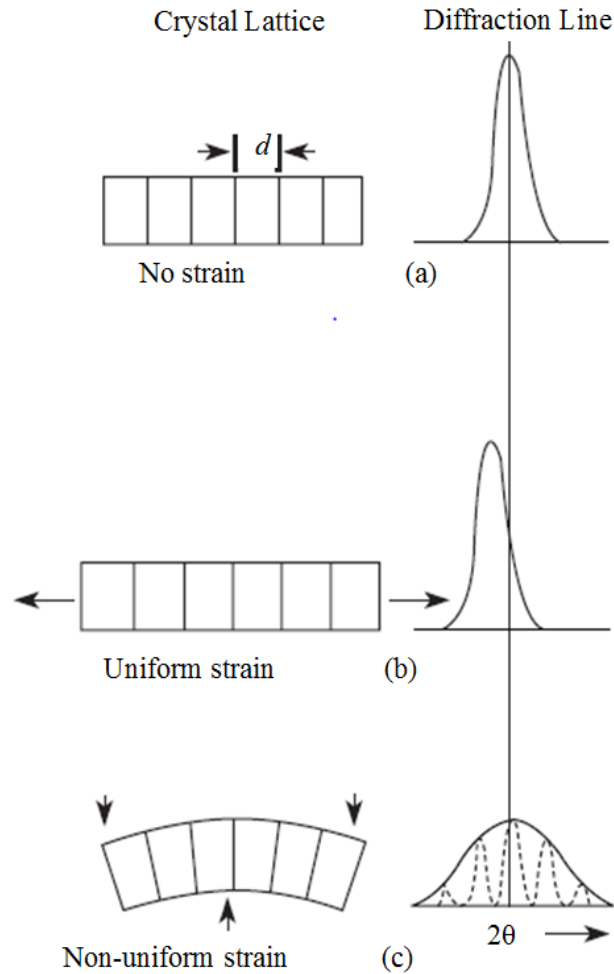 Crystal Lattice
Diffraction Line
d
No strain
(a)
Uniform strain
(b)
2θ
Non-uniform strain
(c)